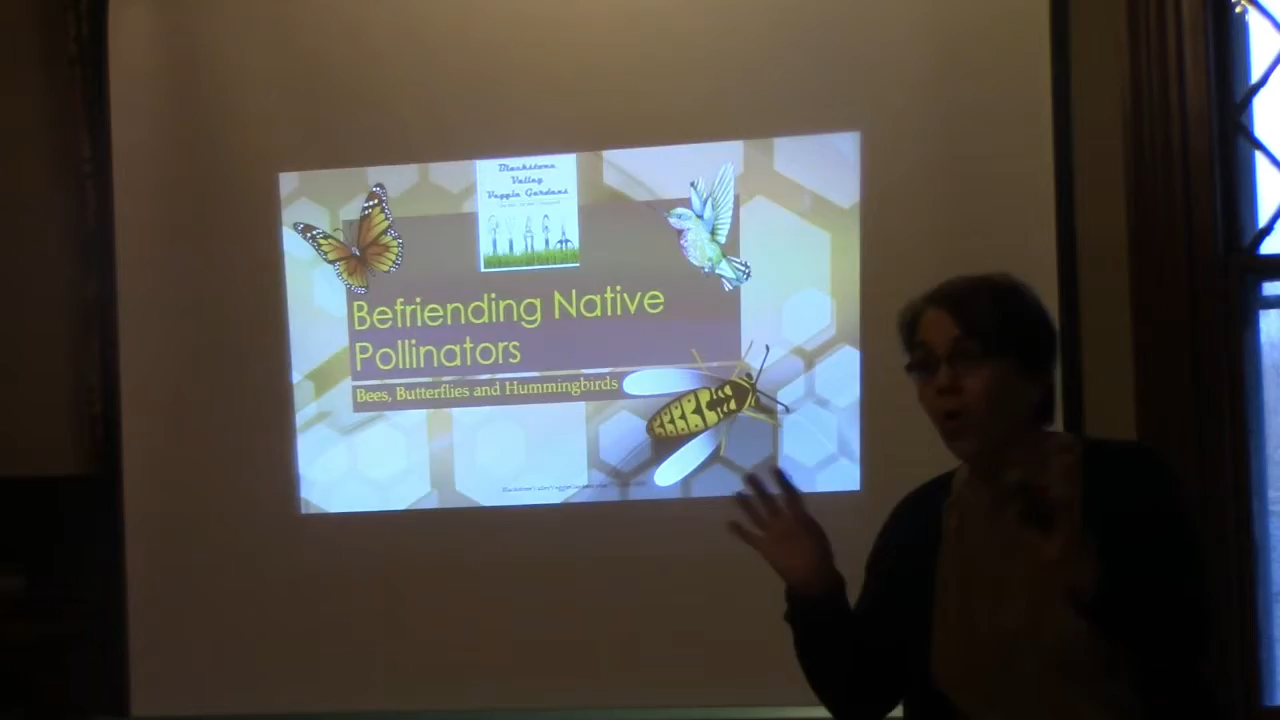 Blackstone
Valley
Veggie Gardens
Befriending Native
Pollinators
Bees, Butterflies and Hummingbirds